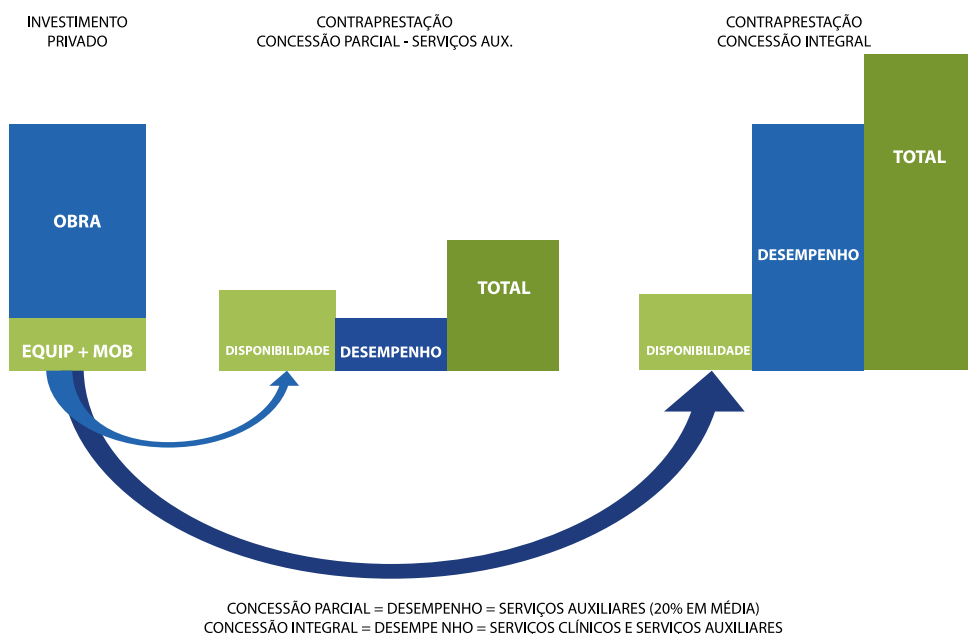 INVESTIMENTO
PRIVADO
CONTRAPRESTAÇÃO
CONCESSÃO PARCIAL - SERVIÇOS AUX.
CONTRAPRESTAÇÃO
CONCESSÃO INTEGRAL
OBRA
EQUIP + MOB
DISPONIBILIDADE
DESEMPENHO
TOTAL
DISPONIBILIDADE
DESEMPENHO
TOTAL
CONCESSÃO PARCIAL = DESEMPENHO = SERVIÇOS AUXILIARES (20% EM MÉDIA)
CONCESSÃO INTEGRAL = DESEMPE NHO = SERVIÇOS CLÍNICOS E SERVIÇOS AUXILIARES